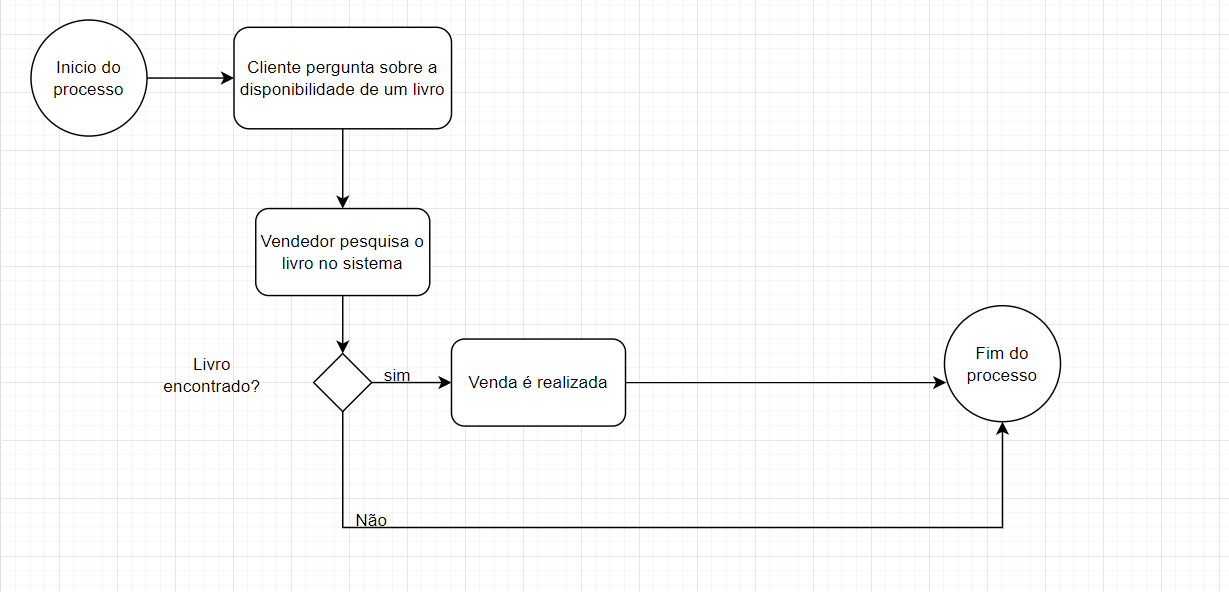 Inicio do
processo
Cliente pergunta sobre a
disponibilidade de um livro
Vendedor pesquisa o
livro no sistema
Livro
encontrado?
sim
Venda é realizada
Fim do
processo
Não